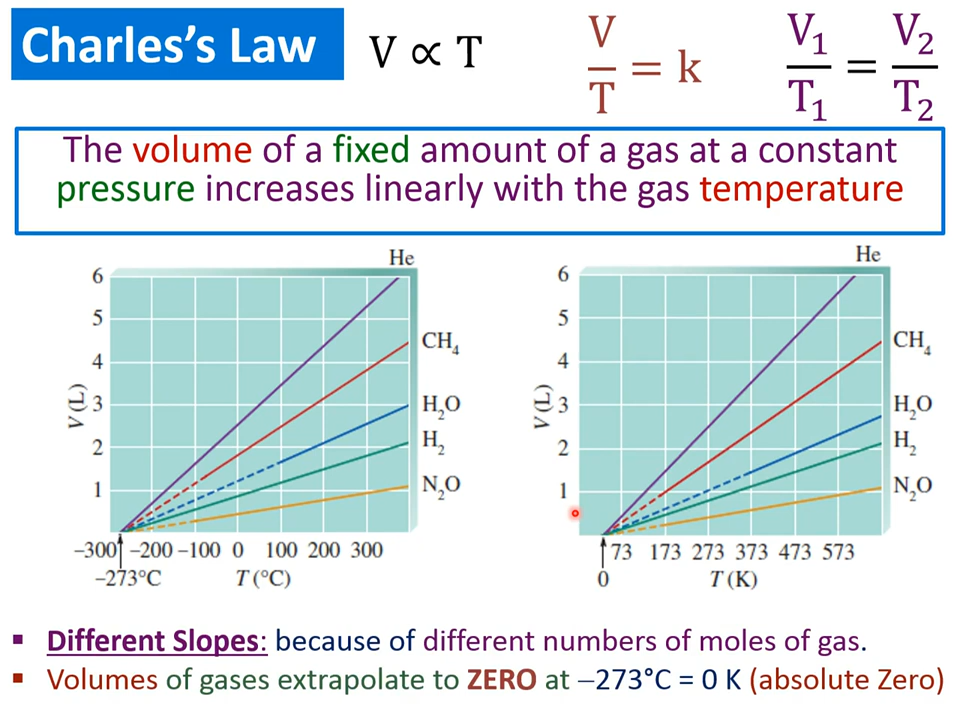 Charles's Law V ∝ T V/T = k V₁/T₁ = V₂/T₂
The volume of a fixed amount of a gas at a constant
pressure increases linearly with the gas temperature
He
6
5
4
3
2
1
V (L)
CH₄
H₂O
H₂
N₂O
–300 –200 –100 0 100 200 300
–273°C T (°C)
He
6
5
4
3
2
1
V (L)
CH₄
H₂O
H₂
N₂O
73 173 273 373 473 573
0 T (K)
▪ Different Slopes: because of different numbers of moles of gas.
▪ Volumes of gases extrapolate to ZERO at –273°C = 0 K (absolute Zero)